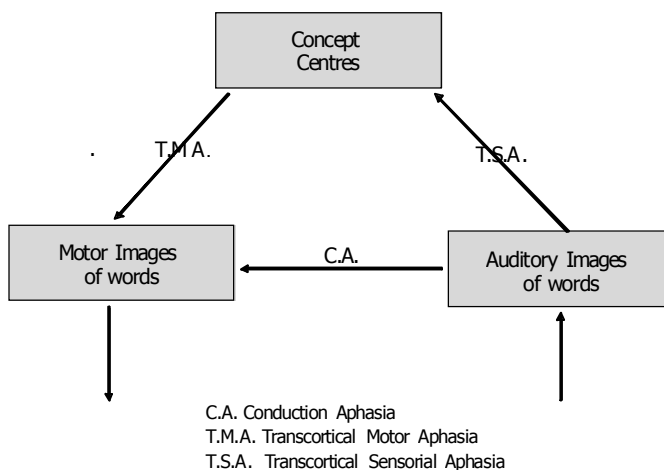 Concept
Centres
T.M.A.
T.S.A.
Motor Images
of words
C.A.
Auditory Images
of words
C.A. Conduction Aphasia
T.M.A. Transcortical Motor Aphasia
T.S.A. Transcortical Sensorial Aphasia